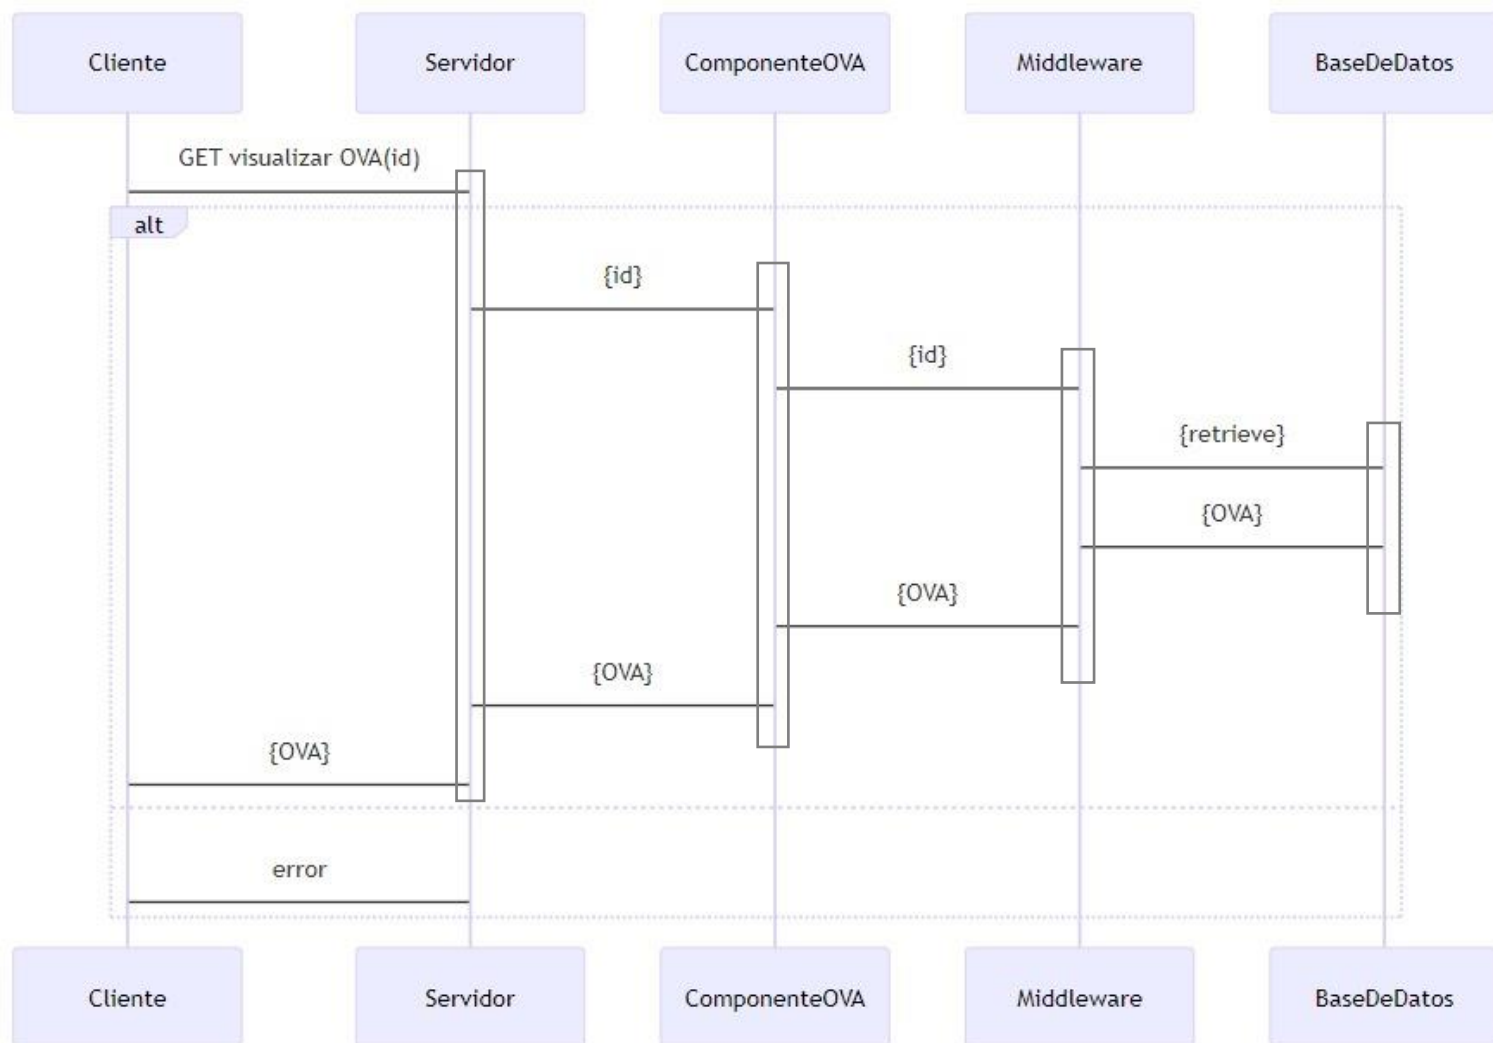 Cliente
Servidor
ComponenteOVA
Middleware
BaseDeDatos
GET visualizar OVA(id)
alt
{id}
{id}
{retrieve}
{OVA}
{OVA}
{OVA}
{OVA}
error
Cliente
Servidor
ComponenteOVA
Middleware
BaseDeDatos